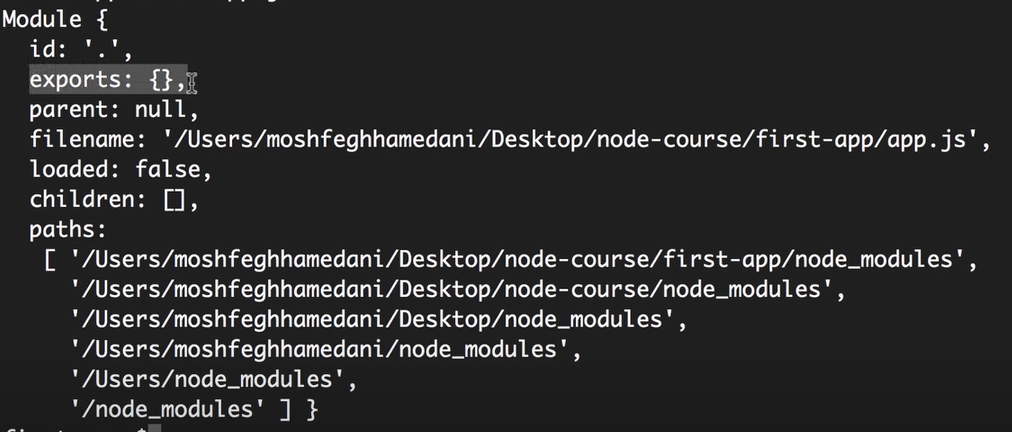 Module {
id: '.',
exports: {},
parent: null,
filename: '/Users/moshfeghhamedani/Desktop/node-course/first-app/app.js',
loaded: false,
children: [],
paths:
[ '/Users/moshfeghhamedani/Desktop/node-course/first-app/node_modules',
'/Users/moshfeghhamedani/Desktop/node-course/node_modules',
'/Users/moshfeghhamedani/Desktop/node_modules',
'/Users/moshfeghhamedani/node_modules',
'/Users/node_modules',
'/node_modules' ] }